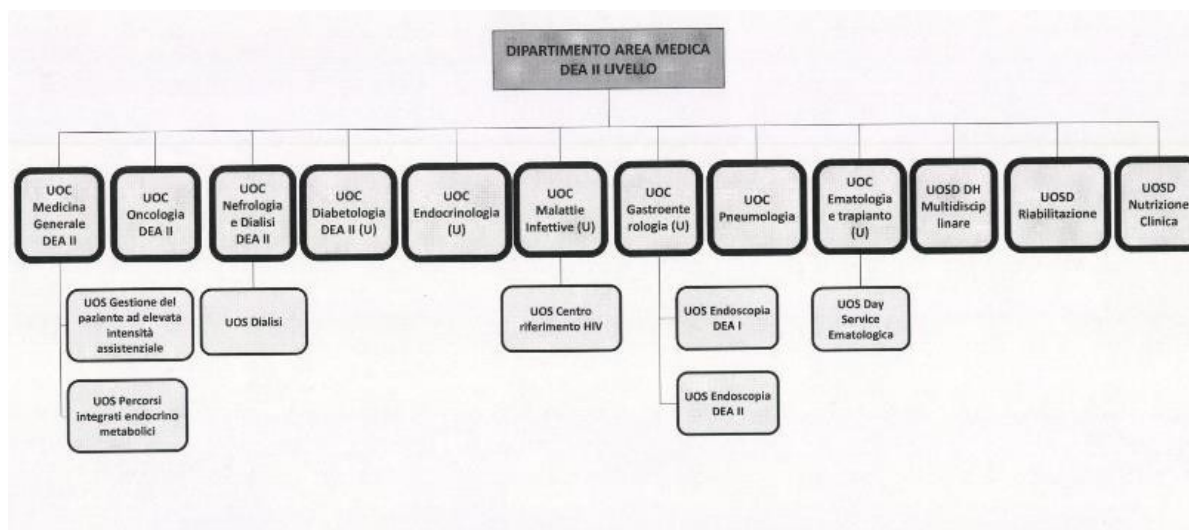 DIPARTIMENTO AREA MEDICA
DEA II LIVELLO
UOC
Medicina
Generale
DEA II
UOC
Oncologia
DEA II
UOC
Nefrologia
e Dialisi
DEA II
UOC
Diabetologia
DEA II (U)
UOC
Endocrinologia
(U)
UOC
Malattie
Infettive (U)
UOC
Gastroente
rologia (U)
UOC
Pneumologia
UOC
Ematologia
e trapianto
(U)
UOSD DH
Multidiscip
linare
UOSD
Riabilitazione
UOSD
Nutrizione
Clinica
UOS Gestione del
paziente ad elevata
intensità
assistenziale
UOS Dialisi
UOS Centro
riferimento HIV
UOS Endoscopia
DEA I
UOS Day
Service
Ematologica
UOS Percorsi
integrati endocrino
metabolici
UOS Endoscopia
DEA II